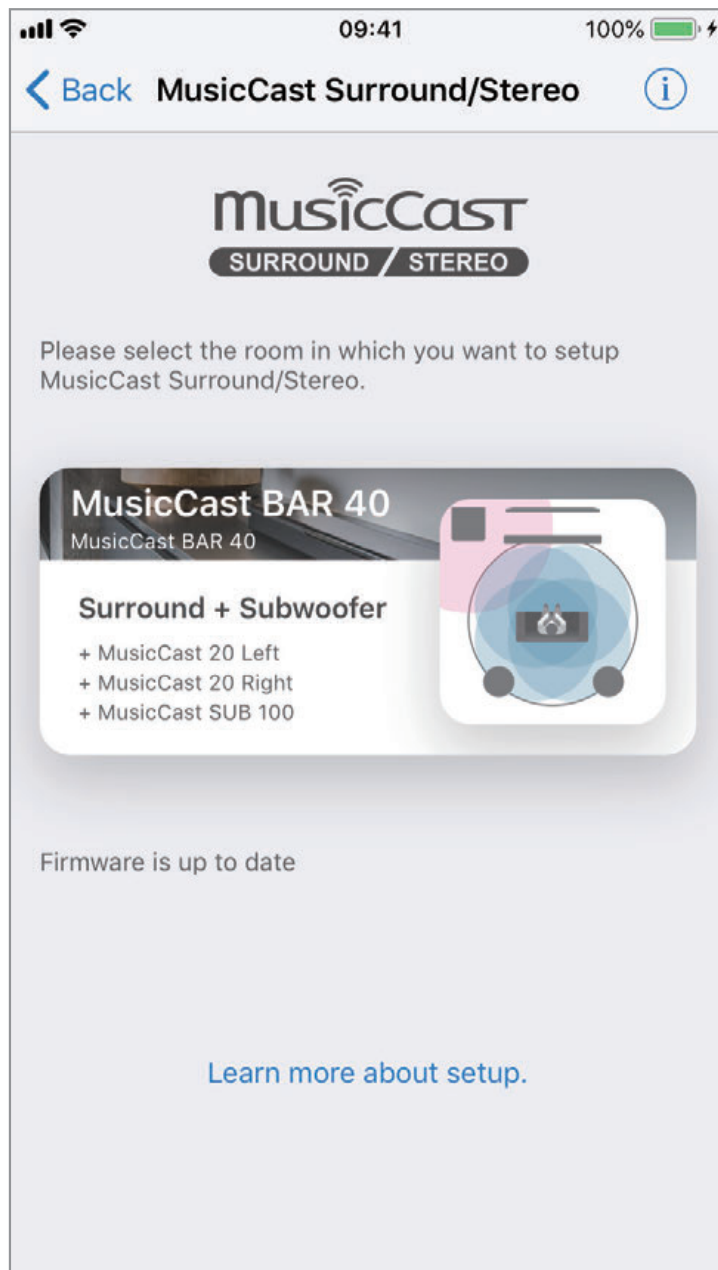 09:41
100%
Back MusicCast Surround/Stereo i
MusicCast
SURROUND / STEREO
Please select the room in which you want to setup
MusicCast Surround/Stereo.
MusicCast BAR 40
MusicCast BAR 40
Surround + Subwoofer
+ MusicCast 20 Left
+ MusicCast 20 Right
+ MusicCast SUB 100
Firmware is up to date
Learn more about setup.